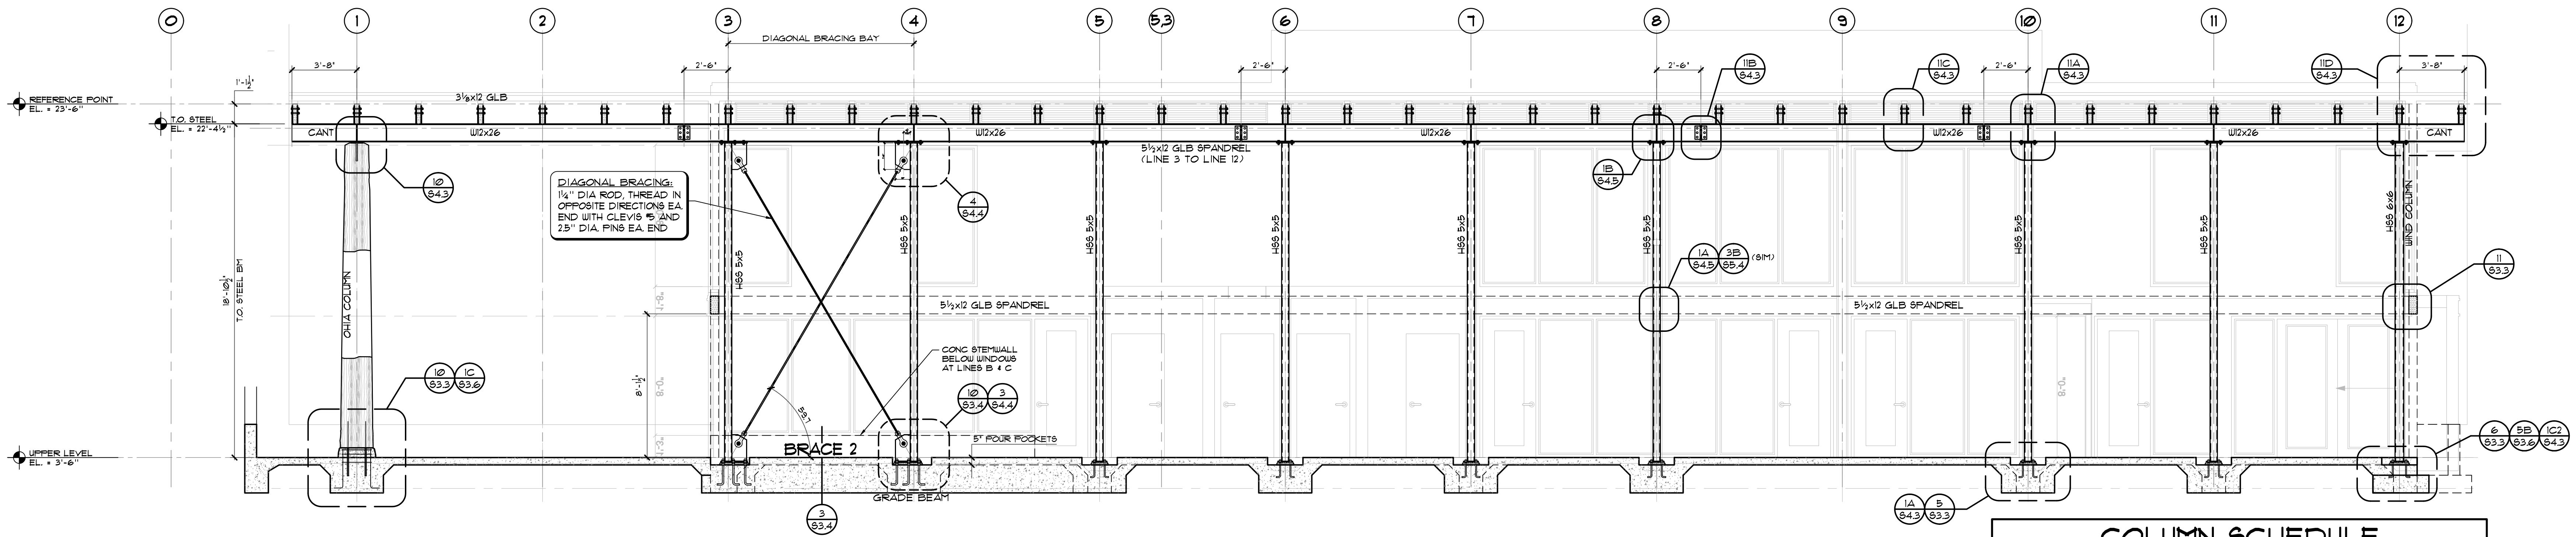 0 1 2 3 4 5 5.3 6 7 8 9 10 11 12
DIAGONAL BRACING BAY
3'-8" 2'-6" 2'-6" 2'-6" 2'-6" 3'-8"
11B
S4.3
11C
S4.3
11A
S4.3
11D
S4.3
1'-1½"
REFERENCE POINT
EL. = 23'-6"
3⅛x12 GLB
T.O. STEEL
EL. = 22'-4½"
CANT W12x26 W12x26 W12x26 W12x26 W12x26 CANT
5½x12 GLB SPANDREL
(LINE 3 TO LINE 12)
10
S4.3
DIAGONAL BRACING:
1¼" DIA ROD, THREAD IN
OPPOSITE DIRECTIONS EA.
END WITH CLEVIS #5 AND
2.5" DIA. PINS EA. END
4
S4.4
1B
S4.5
HSS 5x5
HSS 5x5
HSS 5x5
HSS 5x5
HSS 5x5
HSS 5x5
HSS 5x5
HSS 5x5
HSS 6x6
WIND COLUMN
1A
S4.5
3B
S5.4
(SIM)
11
S3.3
18'-10½"
T.O. STEEL BM
OHIA COLUMN
5½x12 GLB SPANDREL
5½x12 GLB SPANDREL
8'-1½"
8'-0"
8'-0"
CONC STEMWALL
BELOW WINDOWS
AT LINES B & C
10
S3.3
1C
S3.6
10
S3.4
3
S4.4
59.7
BRACE 2
5" POUR POCKETS
UPPER LEVEL
EL. = 3'-6"
GRADE BEAM
3
S3.4
6
S3.3
5B
S3.6
1C2
S4.3
1A
S4.3
5
S3.3
COLUMN SCHEDULE